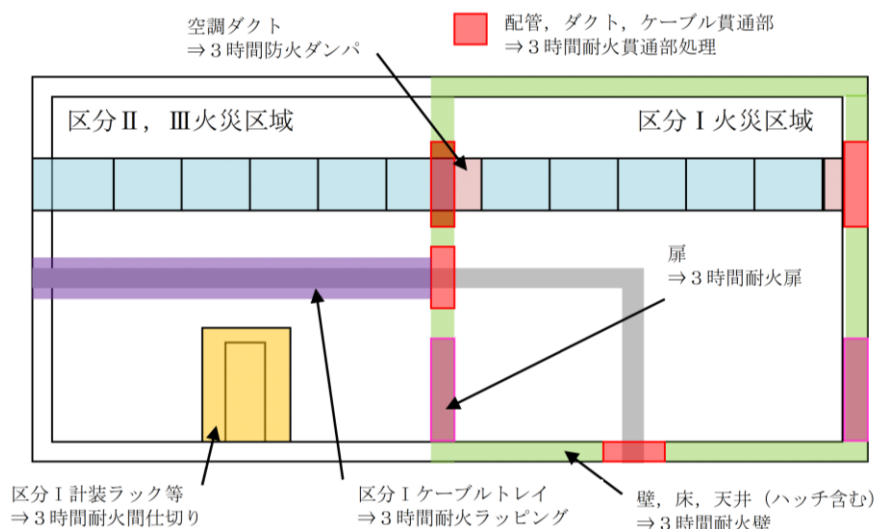 空調ダクト
⇒３時間防火ダンパ
配管，ダクト，ケーブル貫通部
⇒３時間耐火貫通部処理
区分Ⅱ，Ⅲ火災区域
区分Ⅰ火災区域
扉
⇒３時間耐火扉
区分Ⅰ計装ラック等
⇒３時間耐火間仕切り
区分Ⅰケーブルトレイ
⇒３時間耐火ラッピング
壁，床，天井（ハッチ含む）
⇒３時間耐火壁